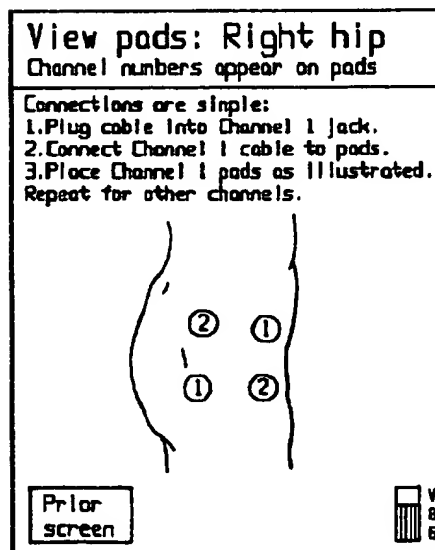 View pads: Right hip
Channel numbers appear on pads
Connections are simple:
1.Plug cable into Channel 1 jack.
2.Connect Channel 1 cable to pads.
3.Place Channel 1 pads as illustrated.
Repeat for other channels.
2 1
1 2
Prior
screen